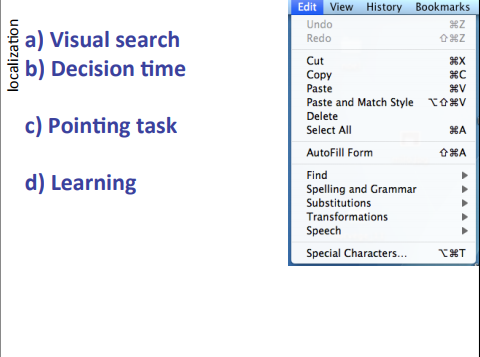 localization
a) Visual search
b) Decision time
c) Pointing task
d) Learning
Edit View History Bookmarks
Undo ⌘Z
Redo ⇧⌘Z
Cut ⌘X
Copy ⌘C
Paste ⌘V
Paste and Match Style ⌥⇧⌘V
Delete
Select All ⌘A
AutoFill Form ⇧⌘A
Find ▶
Spelling and Grammar ▶
Substitutions ▶
Transformations ▶
Speech ▶
Special Characters... ⌥⌘T